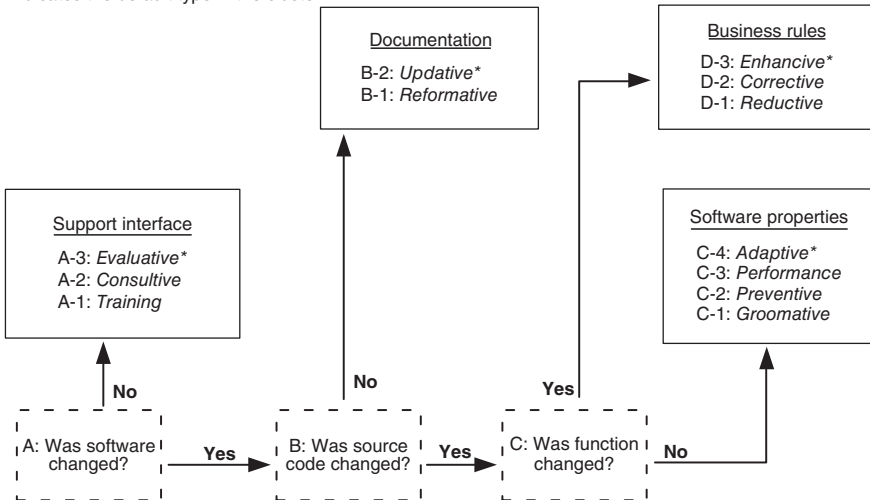 Documentation
B-2: Updative*
B-1: Reformative
Business rules
D-3: Enhancive*
D-2: Corrective
D-1: Reductive
Support interface
A-3: Evaluative*
A-2: Consultive
A-1: Training
Software properties
C-4: Adaptive*
C-3: Performance
C-2: Preventive
C-1: Groomative
No
No
Yes
A: Was software
changed?
Yes
B: Was source
code changed?
Yes
C: Was function
changed?
No